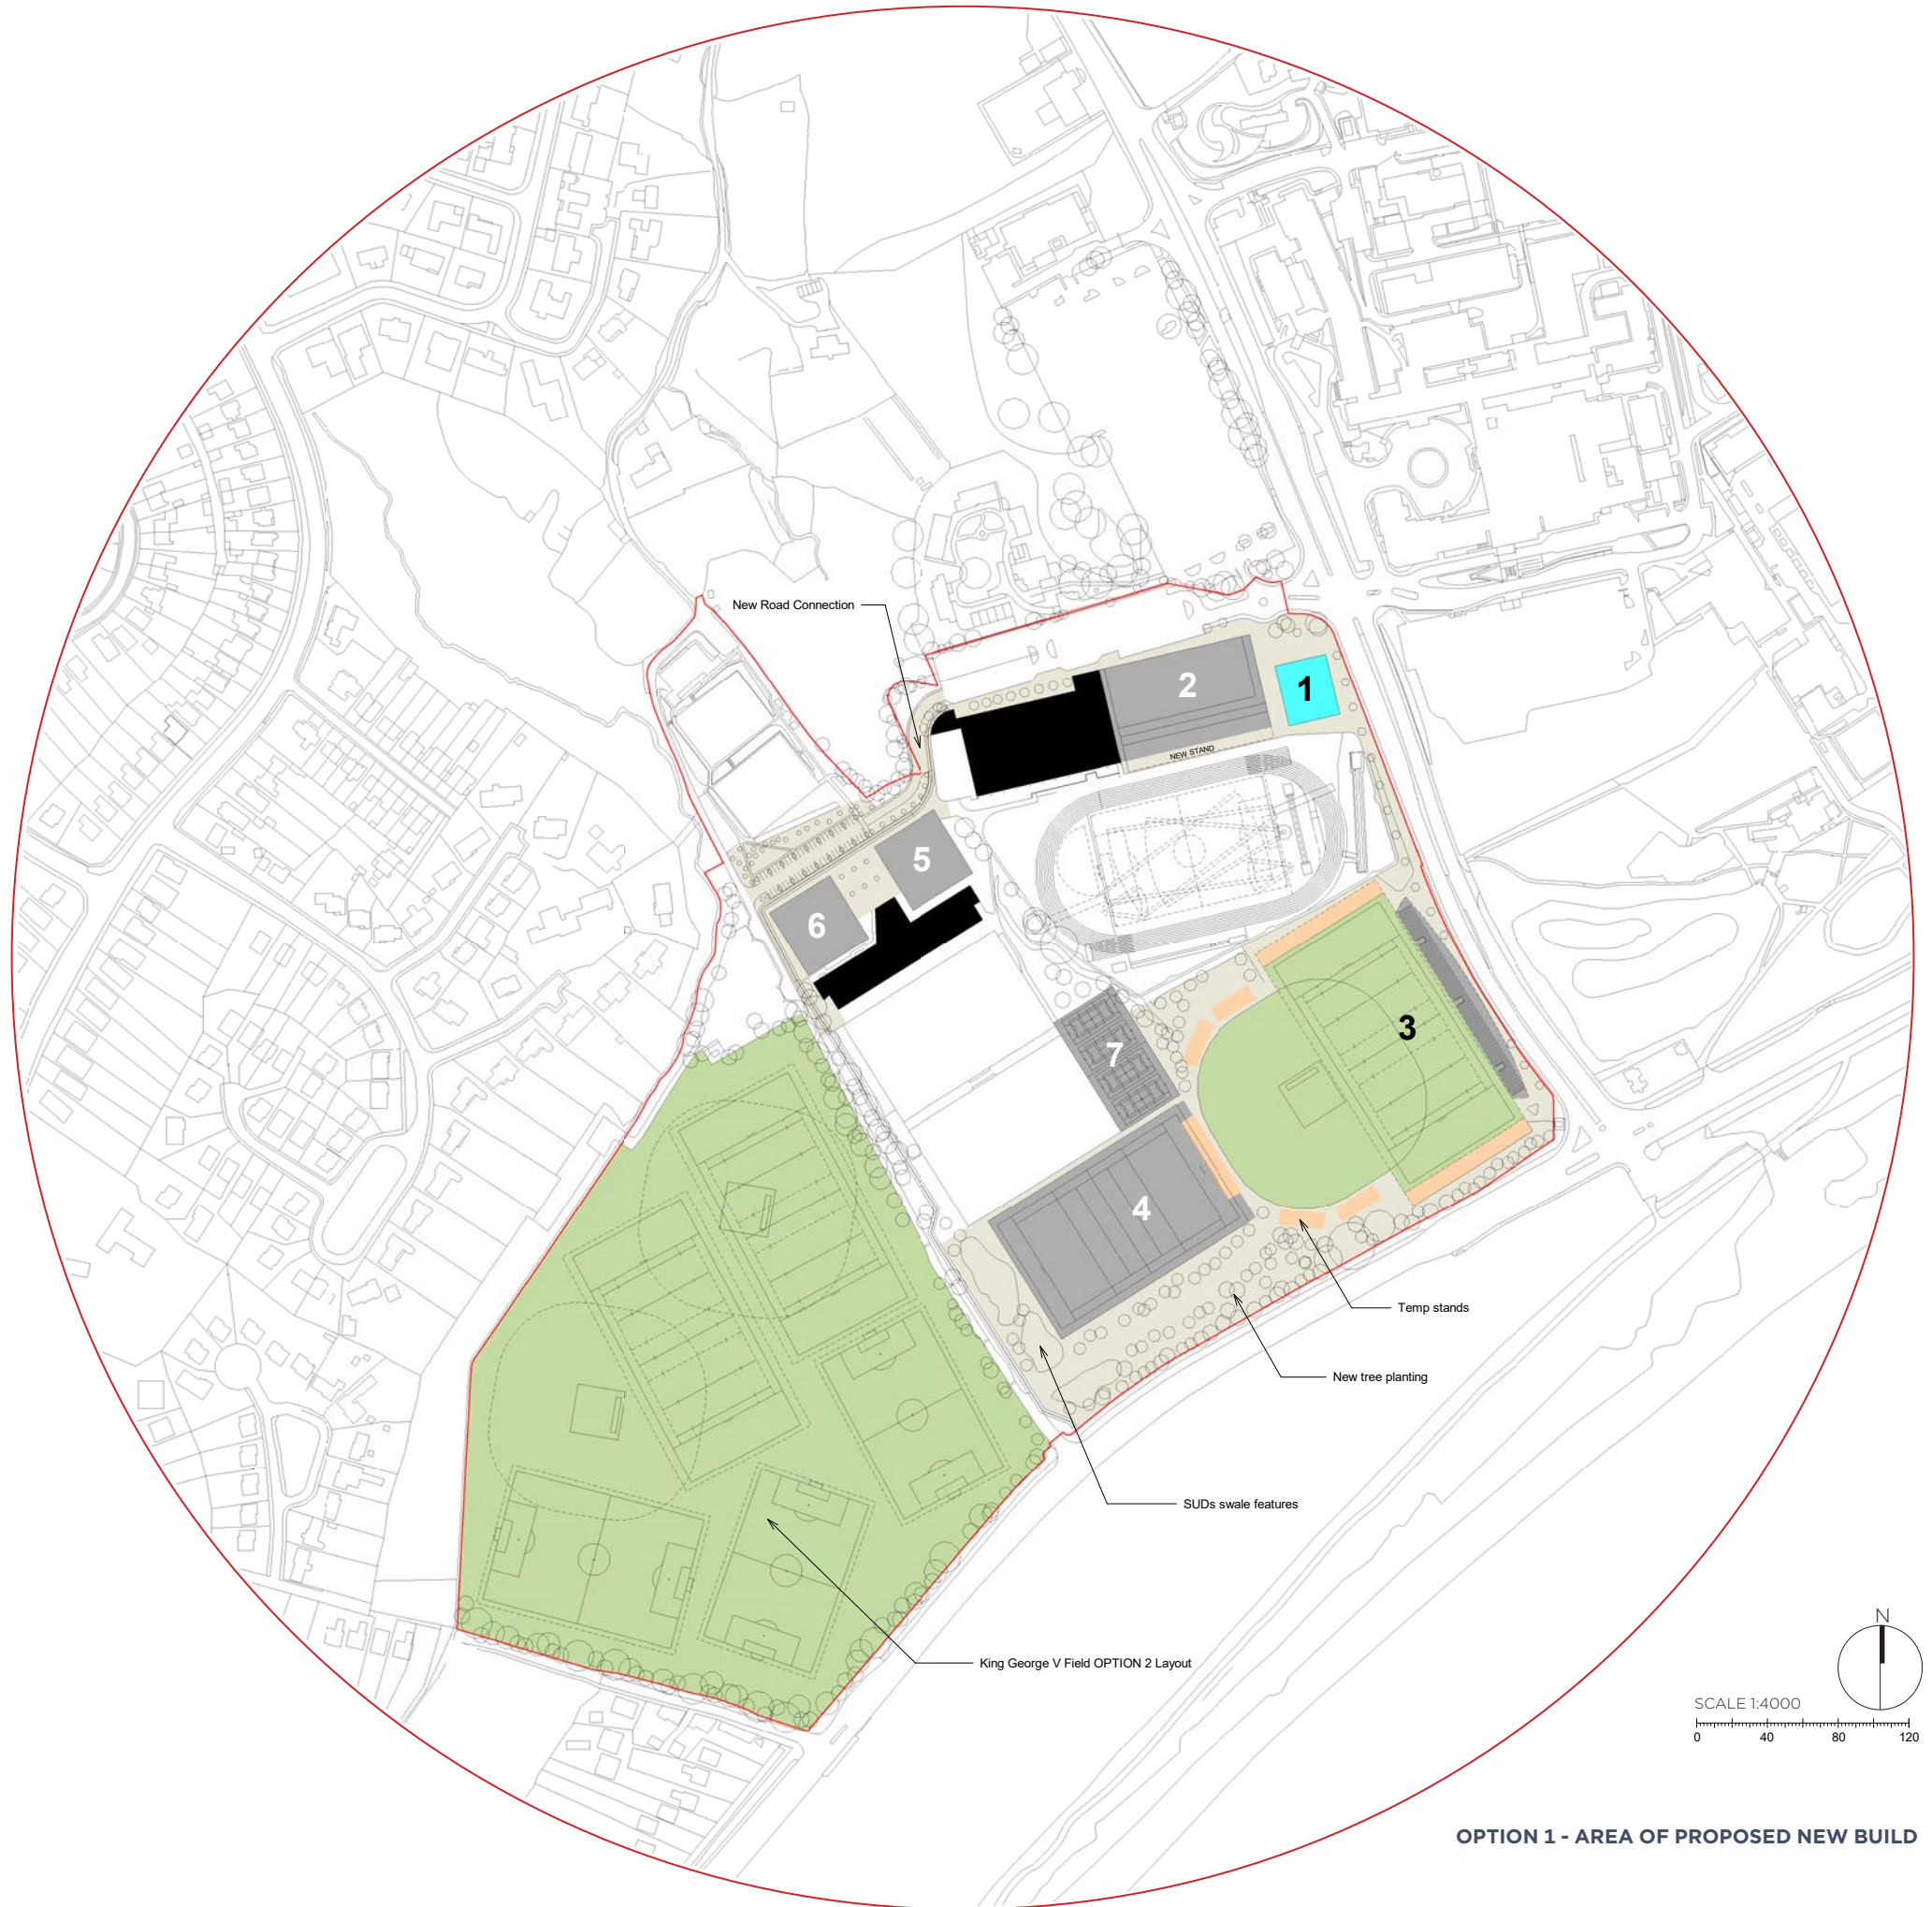 New Road Connection
1
2
NEW STAND
5
6
3
7
4
Temp stands
New tree planting
SUDs swale features
King George V Field OPTION 2 Layout
N
SCALE 1:4000
0 40 80 120
OPTION 1 - AREA OF PROPOSED NEW BUILD